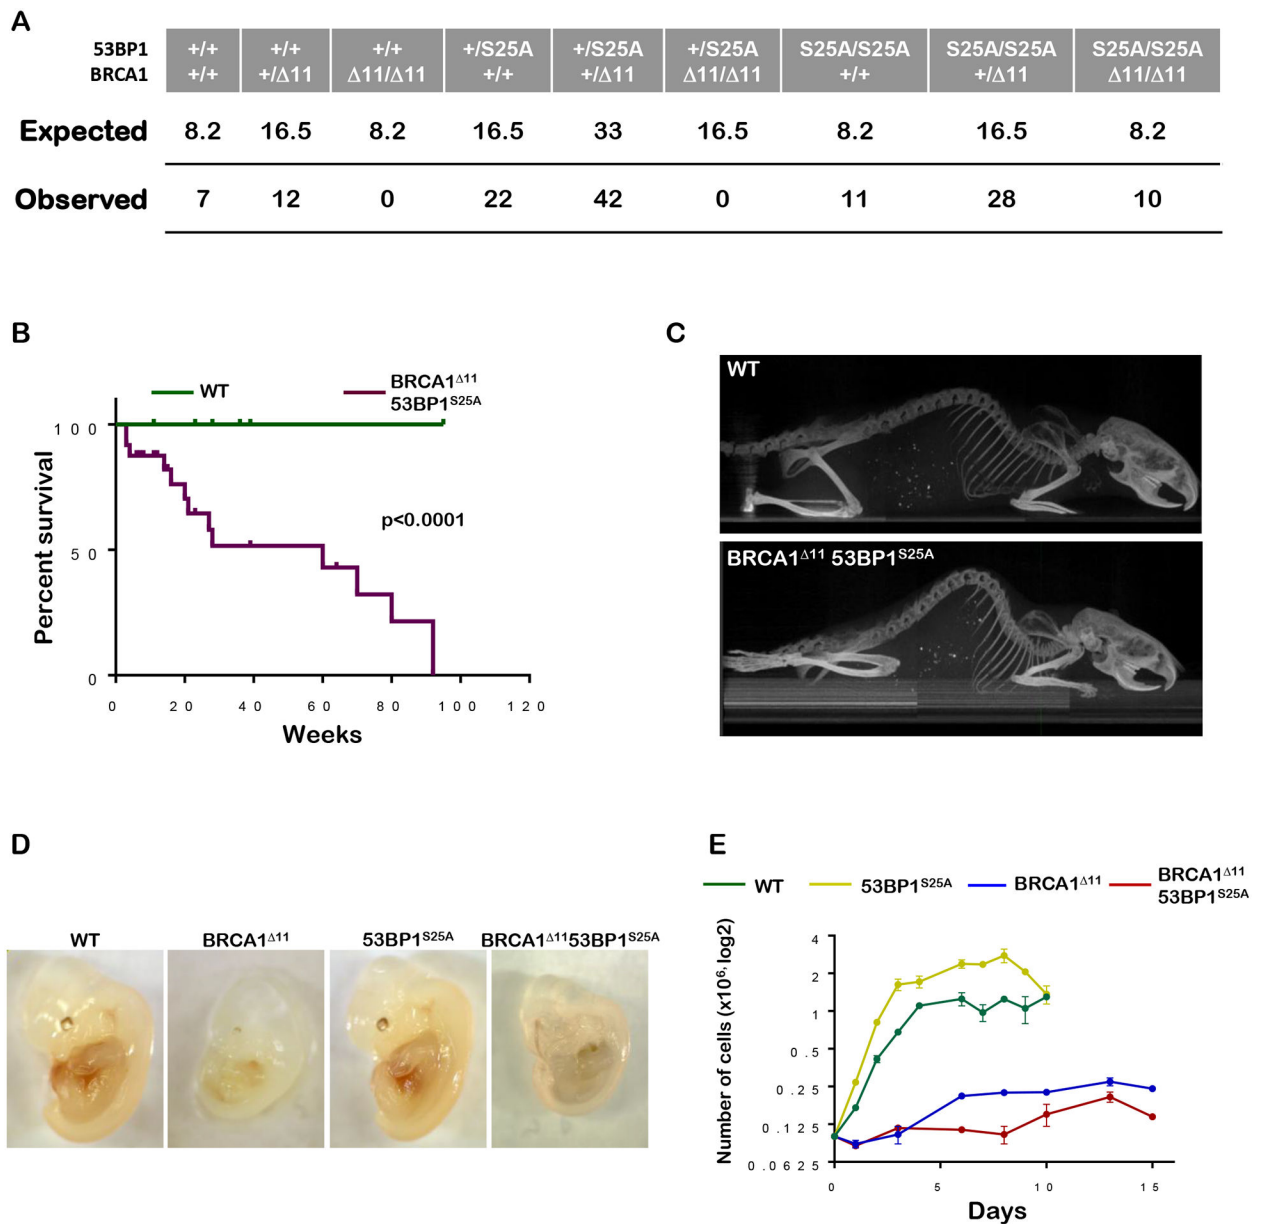 A
53BP1 +/+ +/+ +/+ +/S25A +/S25A +/S25A S25A/S25A S25A/S25A S25A/S25A
BRCA1 +/+ +/Δ11 Δ11/Δ11 +/+ +/Δ11 Δ11/Δ11 +/+ +/Δ11 Δ11/Δ11
Expected 8.2 16.5 8.2 16.5 33 16.5 8.2 16.5 8.2
Observed 7 12 0 22 42 0 11 28 10
B
WT
BRCA1Δ11
53BP1S25A
100
50
0
Percent survival
p<0.0001
0 20 40 60 80 100 120
Weeks
C
WT
BRCA1Δ11 53BP1S25A
D
WT BRCA1Δ11 53BP1S25A BRCA1Δ1153BP1S25A
E
WT 53BP1S25A BRCA1Δ11 BRCA1Δ11
53BP1S25A
Number of cells (x106, log2)
4
2
1
0.5
0.25
0.125
0.0625
0 5 10 15
Days